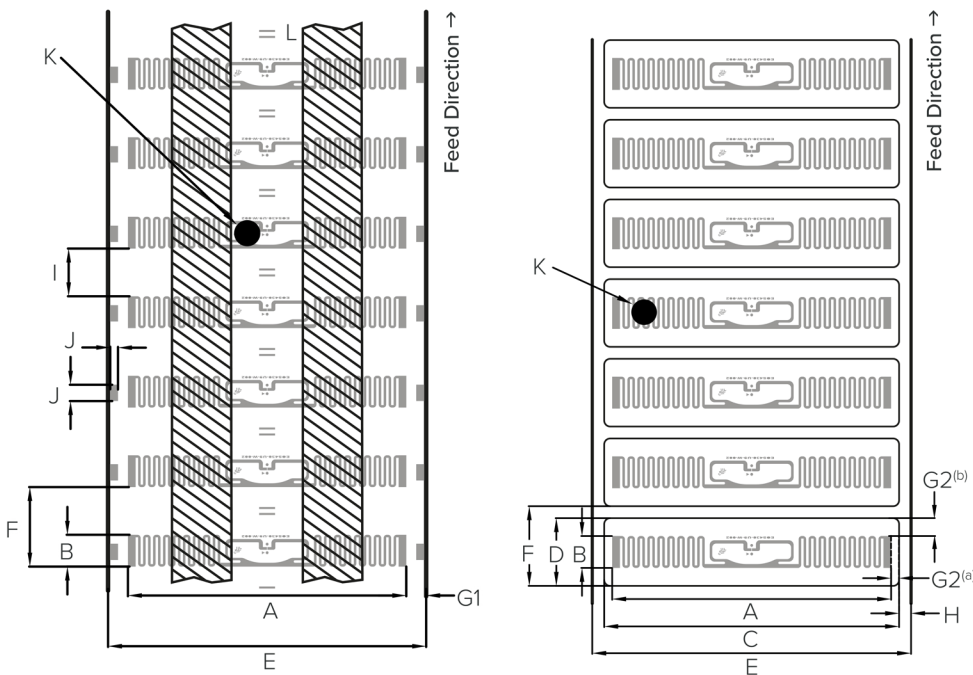 L
K
Feed Direction →
I
J
J
F
B
A
G1
E
Feed Direction →
K
G2(b)
F
D
B
G2(a)
A
H
C
E